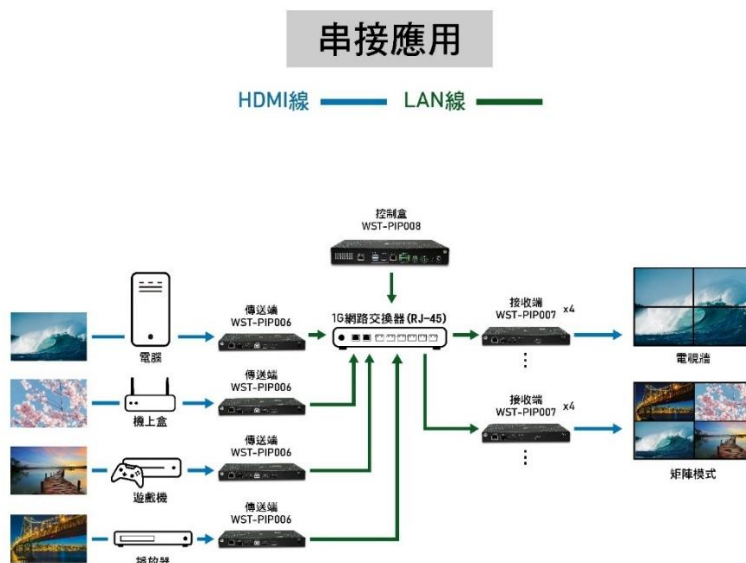 串接應用
HDMI線
LAN線
控制盒
WST-PIP008
傳送端
WST-PIP006
1G網路交換器(RJ-45)
接收端
WST-PIP007 x4
電腦
電視牆
傳送端
WST-PIP006
機上盒
接收端
WST-PIP007 x4
傳送端
WST-PIP006
遊戲機
矩陣模式
傳送端
WST-PIP006
播放器